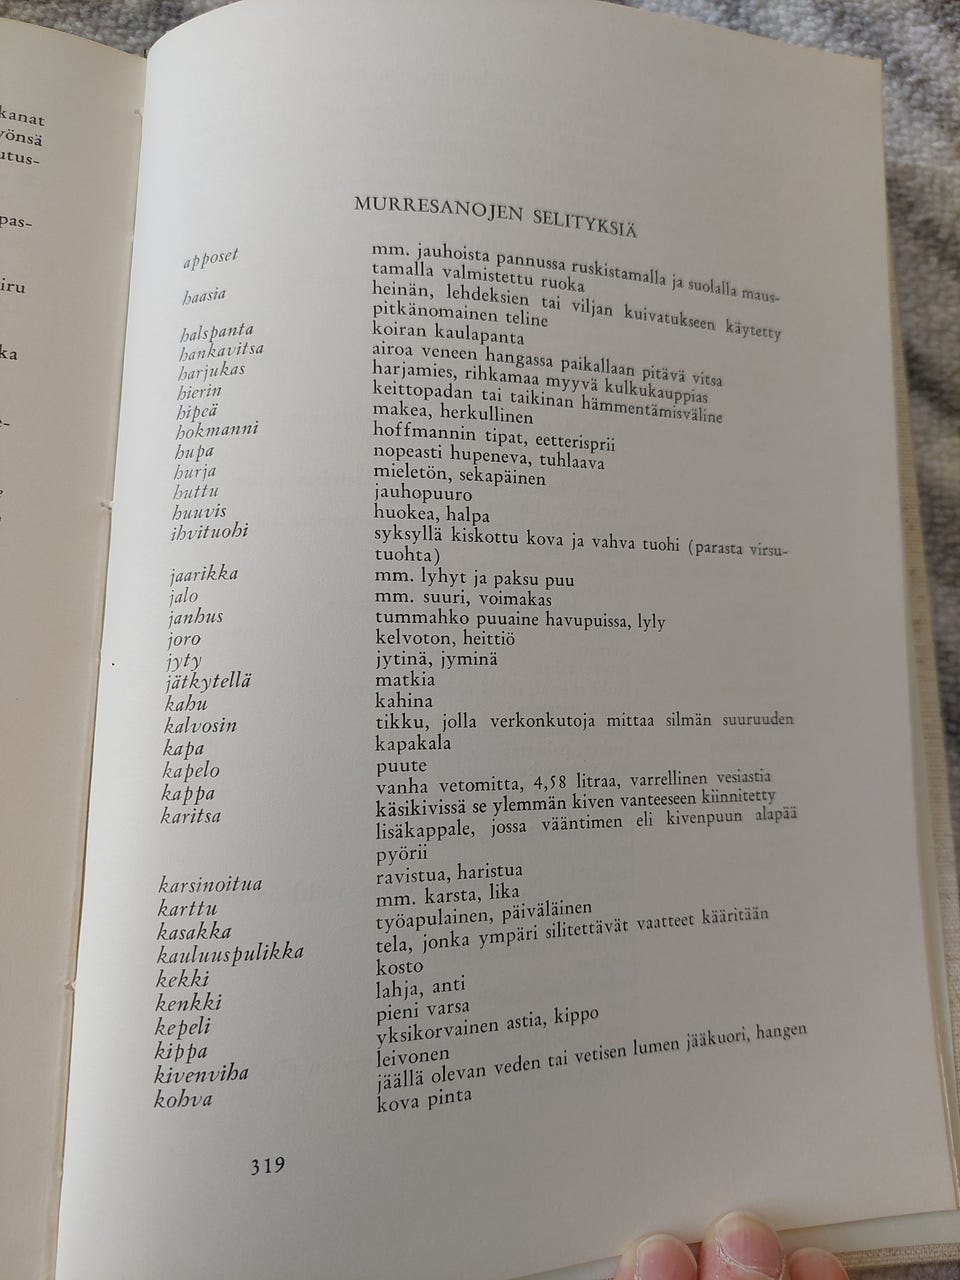 kanat
yönsä
utus-
pas-
iru
ka
e-
MURRESANOJEN SELITYKSIÄ
apposet mm. jauhoista pannussa ruskistamalla ja suolalla maus-
tamalla valmistettu ruoka
haasia heinän, lehdeksien tai viljan kuivatukseen käytetty
pitkänomainen teline
halspanta koiran kaulapanta
hankavitsa airoa veneen hangassa paikallaan pitävä vitsa
harjukas harjamies, rihkamaa myyvä kulkukauppias
hierin keittopadan tai taikinan hämmentämisväline
hipeä makea, herkullinen
hokmanni hoffmannin tipat, eetterisprii
hupa nopeasti hupeneva, tuhlaava
hurja mieletön, sekapäinen
huttu jauhopuuro
huuvis huokea, halpa
ihvituohi syksyllä kiskottu kova ja vahva tuohi (parasta virsu-
tuohta)
jaarikka mm. lyhyt ja paksu puu
jalo mm. suuri, voimakas
janhus tummahko puuaine havupuissa, lyly
joro kelvoton, heittiö
jyty jytinä, jyminä
jätkytellä matkia
kahu kahina
kalvosin tikku, jolla verkonkutoja mittaa silmän suuruuden
kapa kapakala
kapelo puute
kappa vanha vetomitta, 4,58 litraa, varrellinen vesiastia
karitsa käsikivissä se ylemmän kiven vanteeseen kiinnitetty
lisäkappale, jossa vääntimen eli kivenpuun alapää
pyörii
karsinoitua ravistua, haristua
karttu mm. karsta, lika
kasakka työapulainen, päiväläinen
kauluuspulikka tela, jonka ympäri silitettävät vaatteet kääritään
kekki kosto
kenkki lahja, anti
kepeli pieni varsa
kippa yksikorvainen astia, kippo
kivenviha leivonen
kohva jäällä olevan veden tai vetisen lumen jääkuori, hangen
kova pinta
319